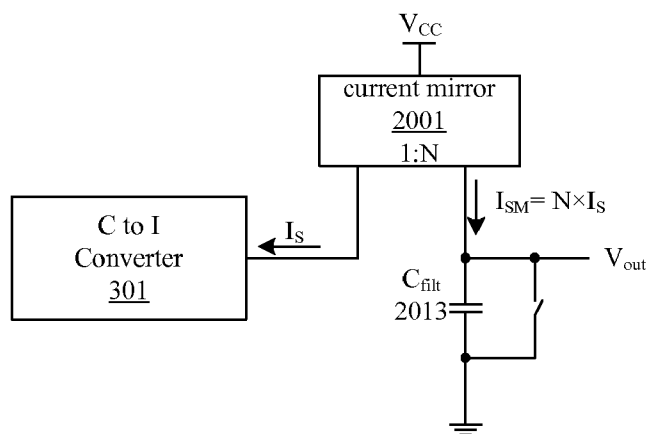 V_CC
current mirror
2001
1:N
I_SM= N×I_S
C to I
Converter
301
I_S
V_out
C_filt
2013